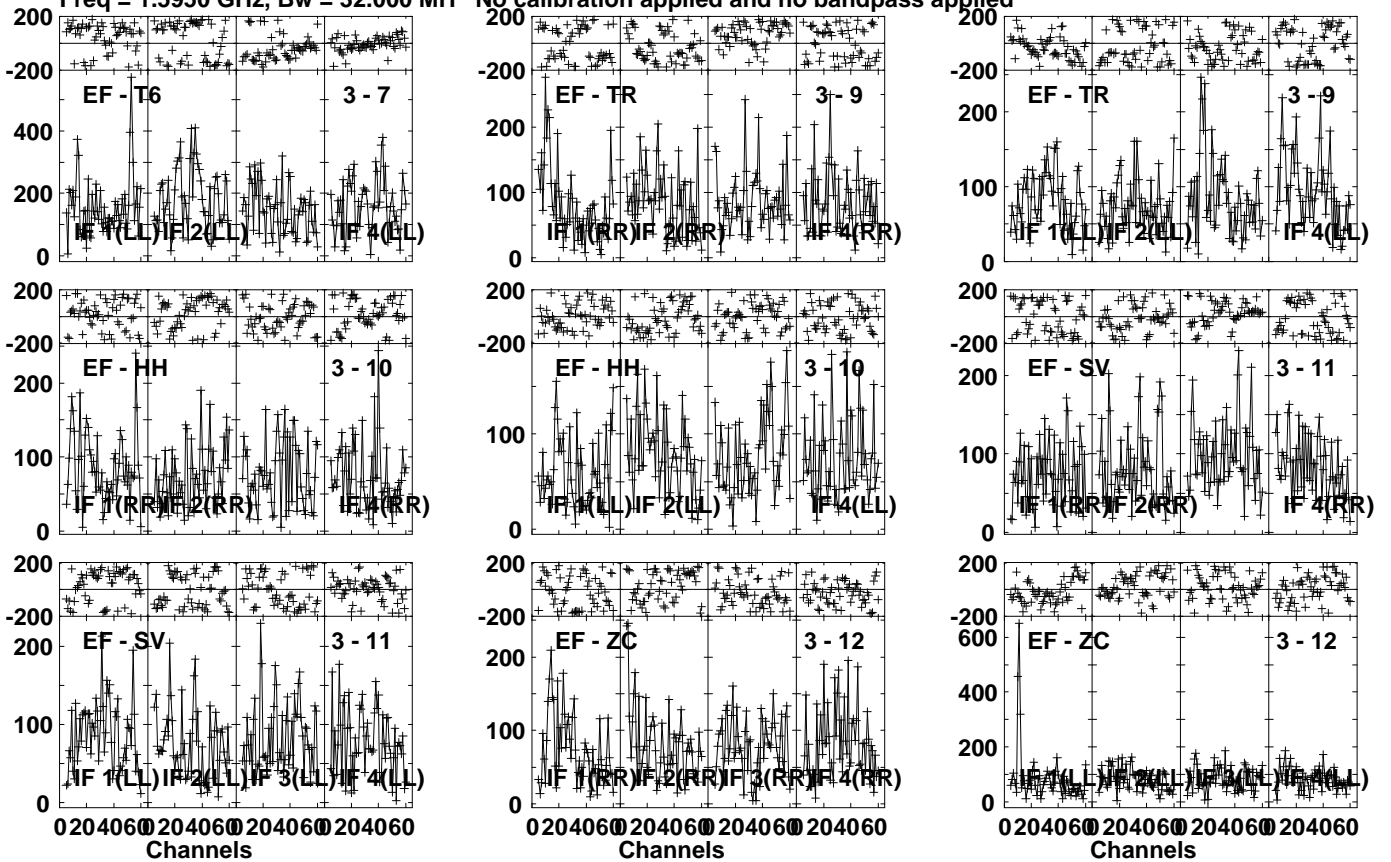 Freq = 1.5950 GHz, Bw = 32.000 MH No calibration applied and no bandpass applied
200
-200
EF - T6 3 - 7
400
200
0
IF 1(LL) IF 2(LL) IF 4(LL)
EF - TR 3 - 9
200
100
0
IF 1(RR) IF 2(RR) IF 4(RR)
200
-200
EF - TR 3 - 9
200
100
0
IF 1(LL) IF 2(LL) IF 4(LL)
200
-200
EF - HH 3 - 10
200
100
0
IF 1(RR) IF 2(RR) IF 4(RR)
200
-200
EF - HH 3 - 10
100
0
IF 1(LL) IF 2(LL) IF 4(LL)
200
-200
EF - SV 3 - 11
200
100
0
IF 1(RR) IF 2(RR) IF 4(RR)
200
-200
EF - SV 3 - 11
200
100
0
IF 1(LL) IF 2(LL) IF 3(LL) IF 4(LL)
0 20 40 60 0 20 40 60 0 20 40 60 0 20 40 60
Channels
200
-200
EF - ZC 3 - 12
200
100
0
IF 1(RR) IF 2(RR) IF 3(RR) IF 4(RR)
0 20 40 60 0 20 40 60 0 20 40 60 0 20 40 60
Channels
200
-200
EF - ZC 3 - 12
600
400
200
0
IF 1(LL) IF 2(LL) IF 3(LL) IF 4(LL)
0 20 40 60 0 20 40 60 0 20 40 60 0 20 40 60
Channels